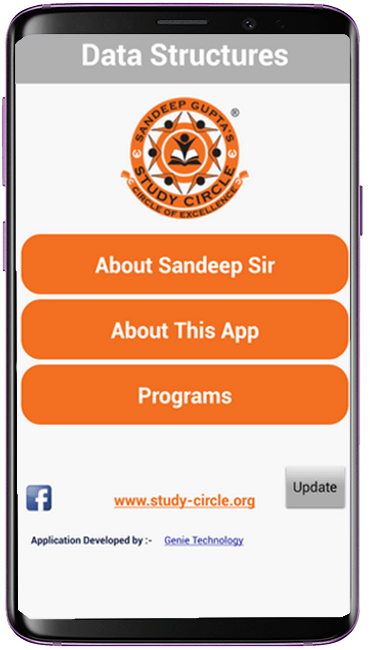 Data Structures
SANDEEP GUPTA'S
®
STUDY CIRCLE
CIRCLE OF EXCELLENCE
About Sandeep Sir
About This App
Programs
Update
www.study-circle.org
Application Developed by :- Genie Technology